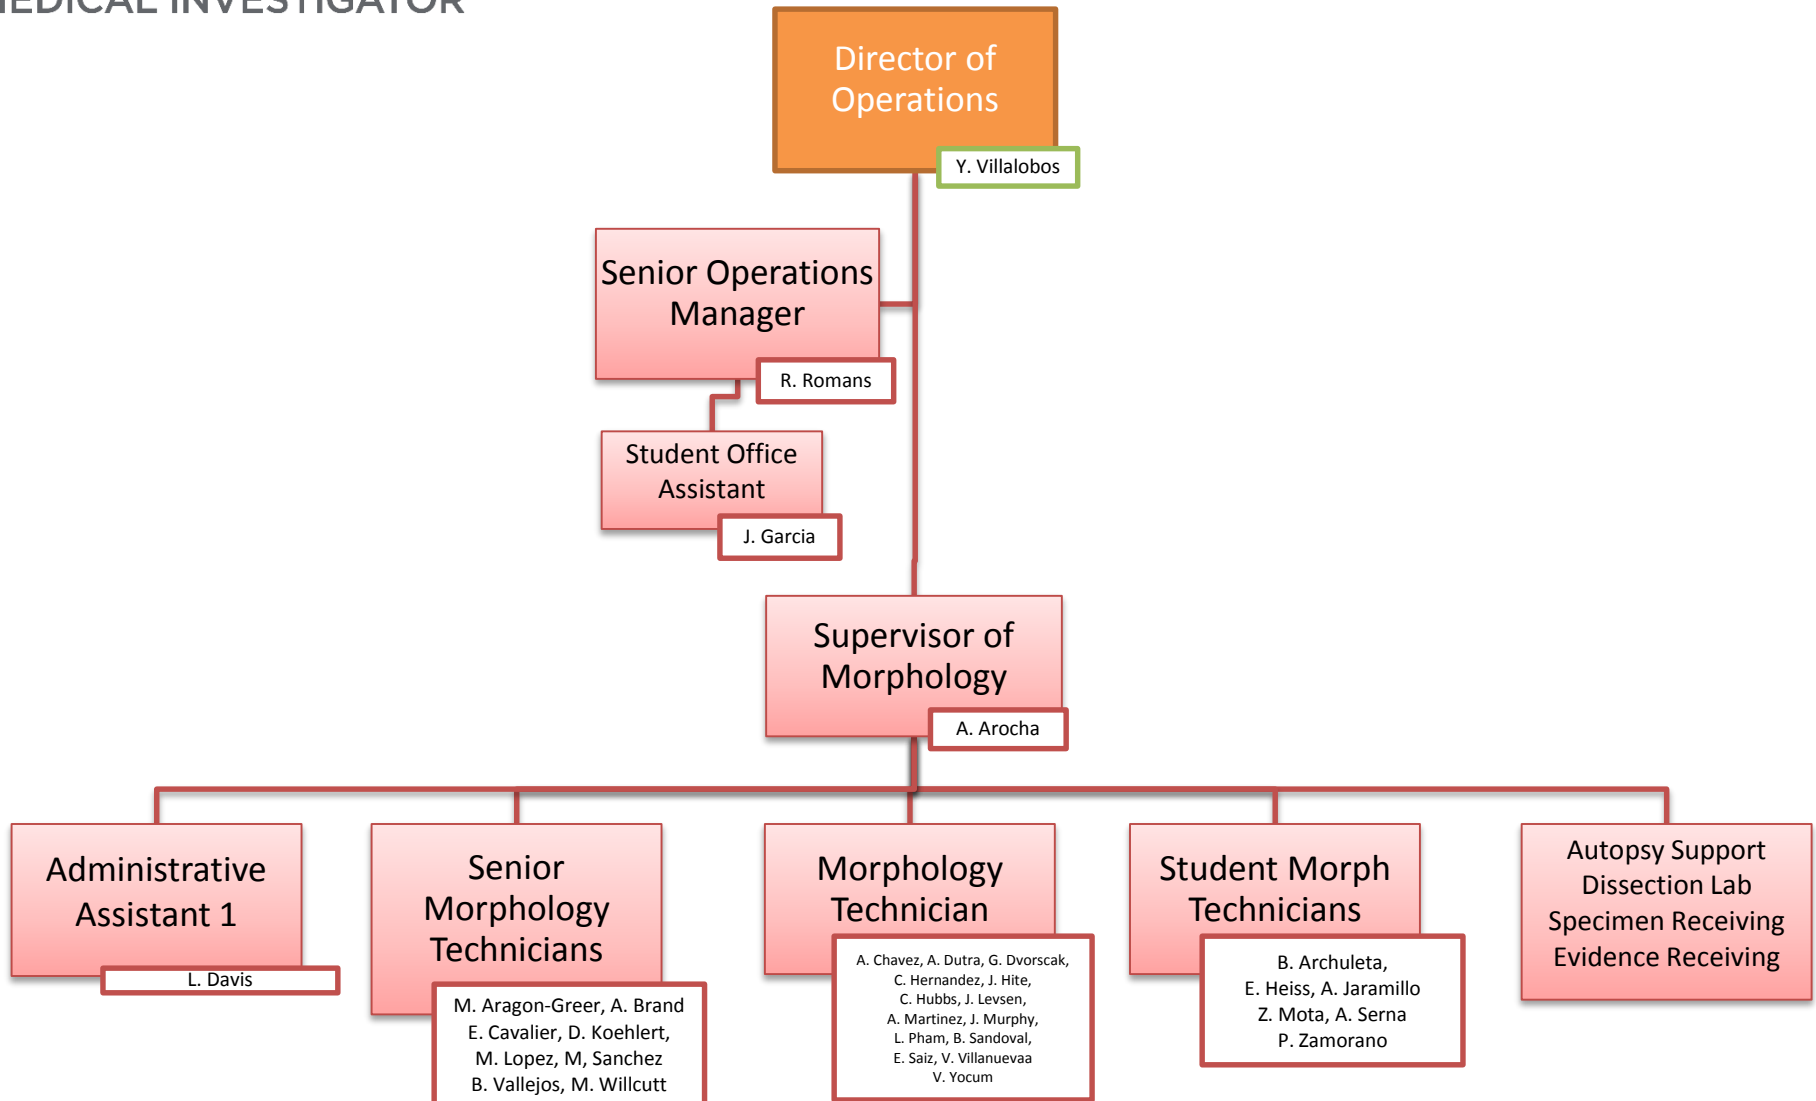 MEDICAL INVESTIGATOR
Director of
Operations
Y. Villalobos
Senior Operations
Manager
R. Romans
Student Office
Assistant
J. Garcia
Supervisor of
Morphology
A. Arocha
Administrative
Assistant 1
L. Davis
Senior
Morphology
Technicians
M. Aragon-Greer, A. Brand
E. Cavalier, D. Koehlert,
M. Lopez, M, Sanchez
B. Vallejos, M. Willcutt
Morphology
Technician
A. Chavez, A. Dutra, G. Dvorscak,
C. Hernandez, J. Hite,
C. Hubbs, J. Levsen,
A. Martinez, J. Murphy,
L. Pham, B. Sandoval,
E. Saiz, V. Villanuevaa
V. Yocum
Student Morph
Technicians
B. Archuleta,
E. Heiss, A. Jaramillo
Z. Mota, A. Serna
P. Zamorano
Autopsy Support
Dissection Lab
Specimen Receiving
Evidence Receiving